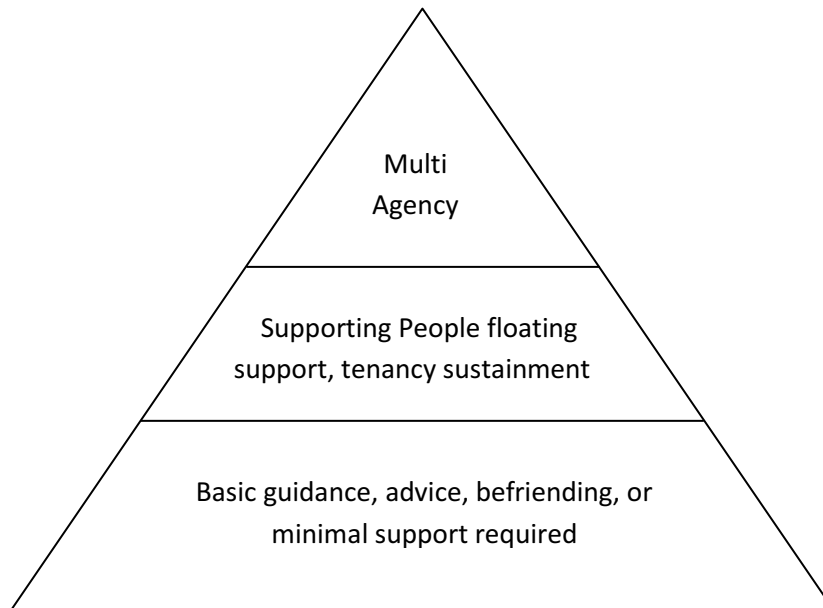 Multi
Agency
Supporting People floating
support, tenancy sustainment
Basic guidance, advice, befriending, or
minimal support required